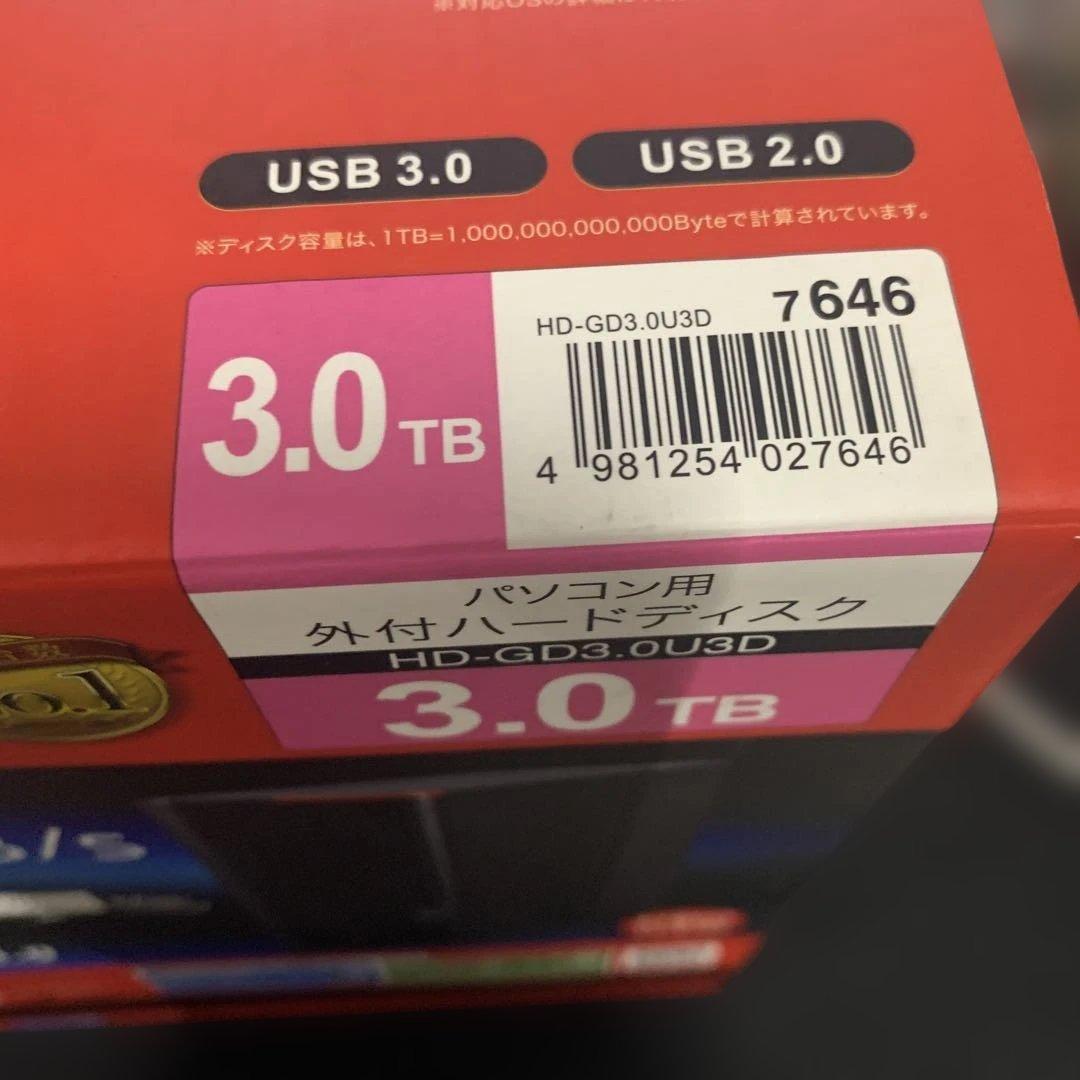 USB 3.0
USB 2.0
※ディスク容量は、1TB=1,000,000,000,000Byteで計算されています。
3.0 TB
HD-GD3.0U3D
7646
4 981254 027646
パソコン用
外付ハードディスク
HD-GD3.0U3D
3.0 TB
o.1